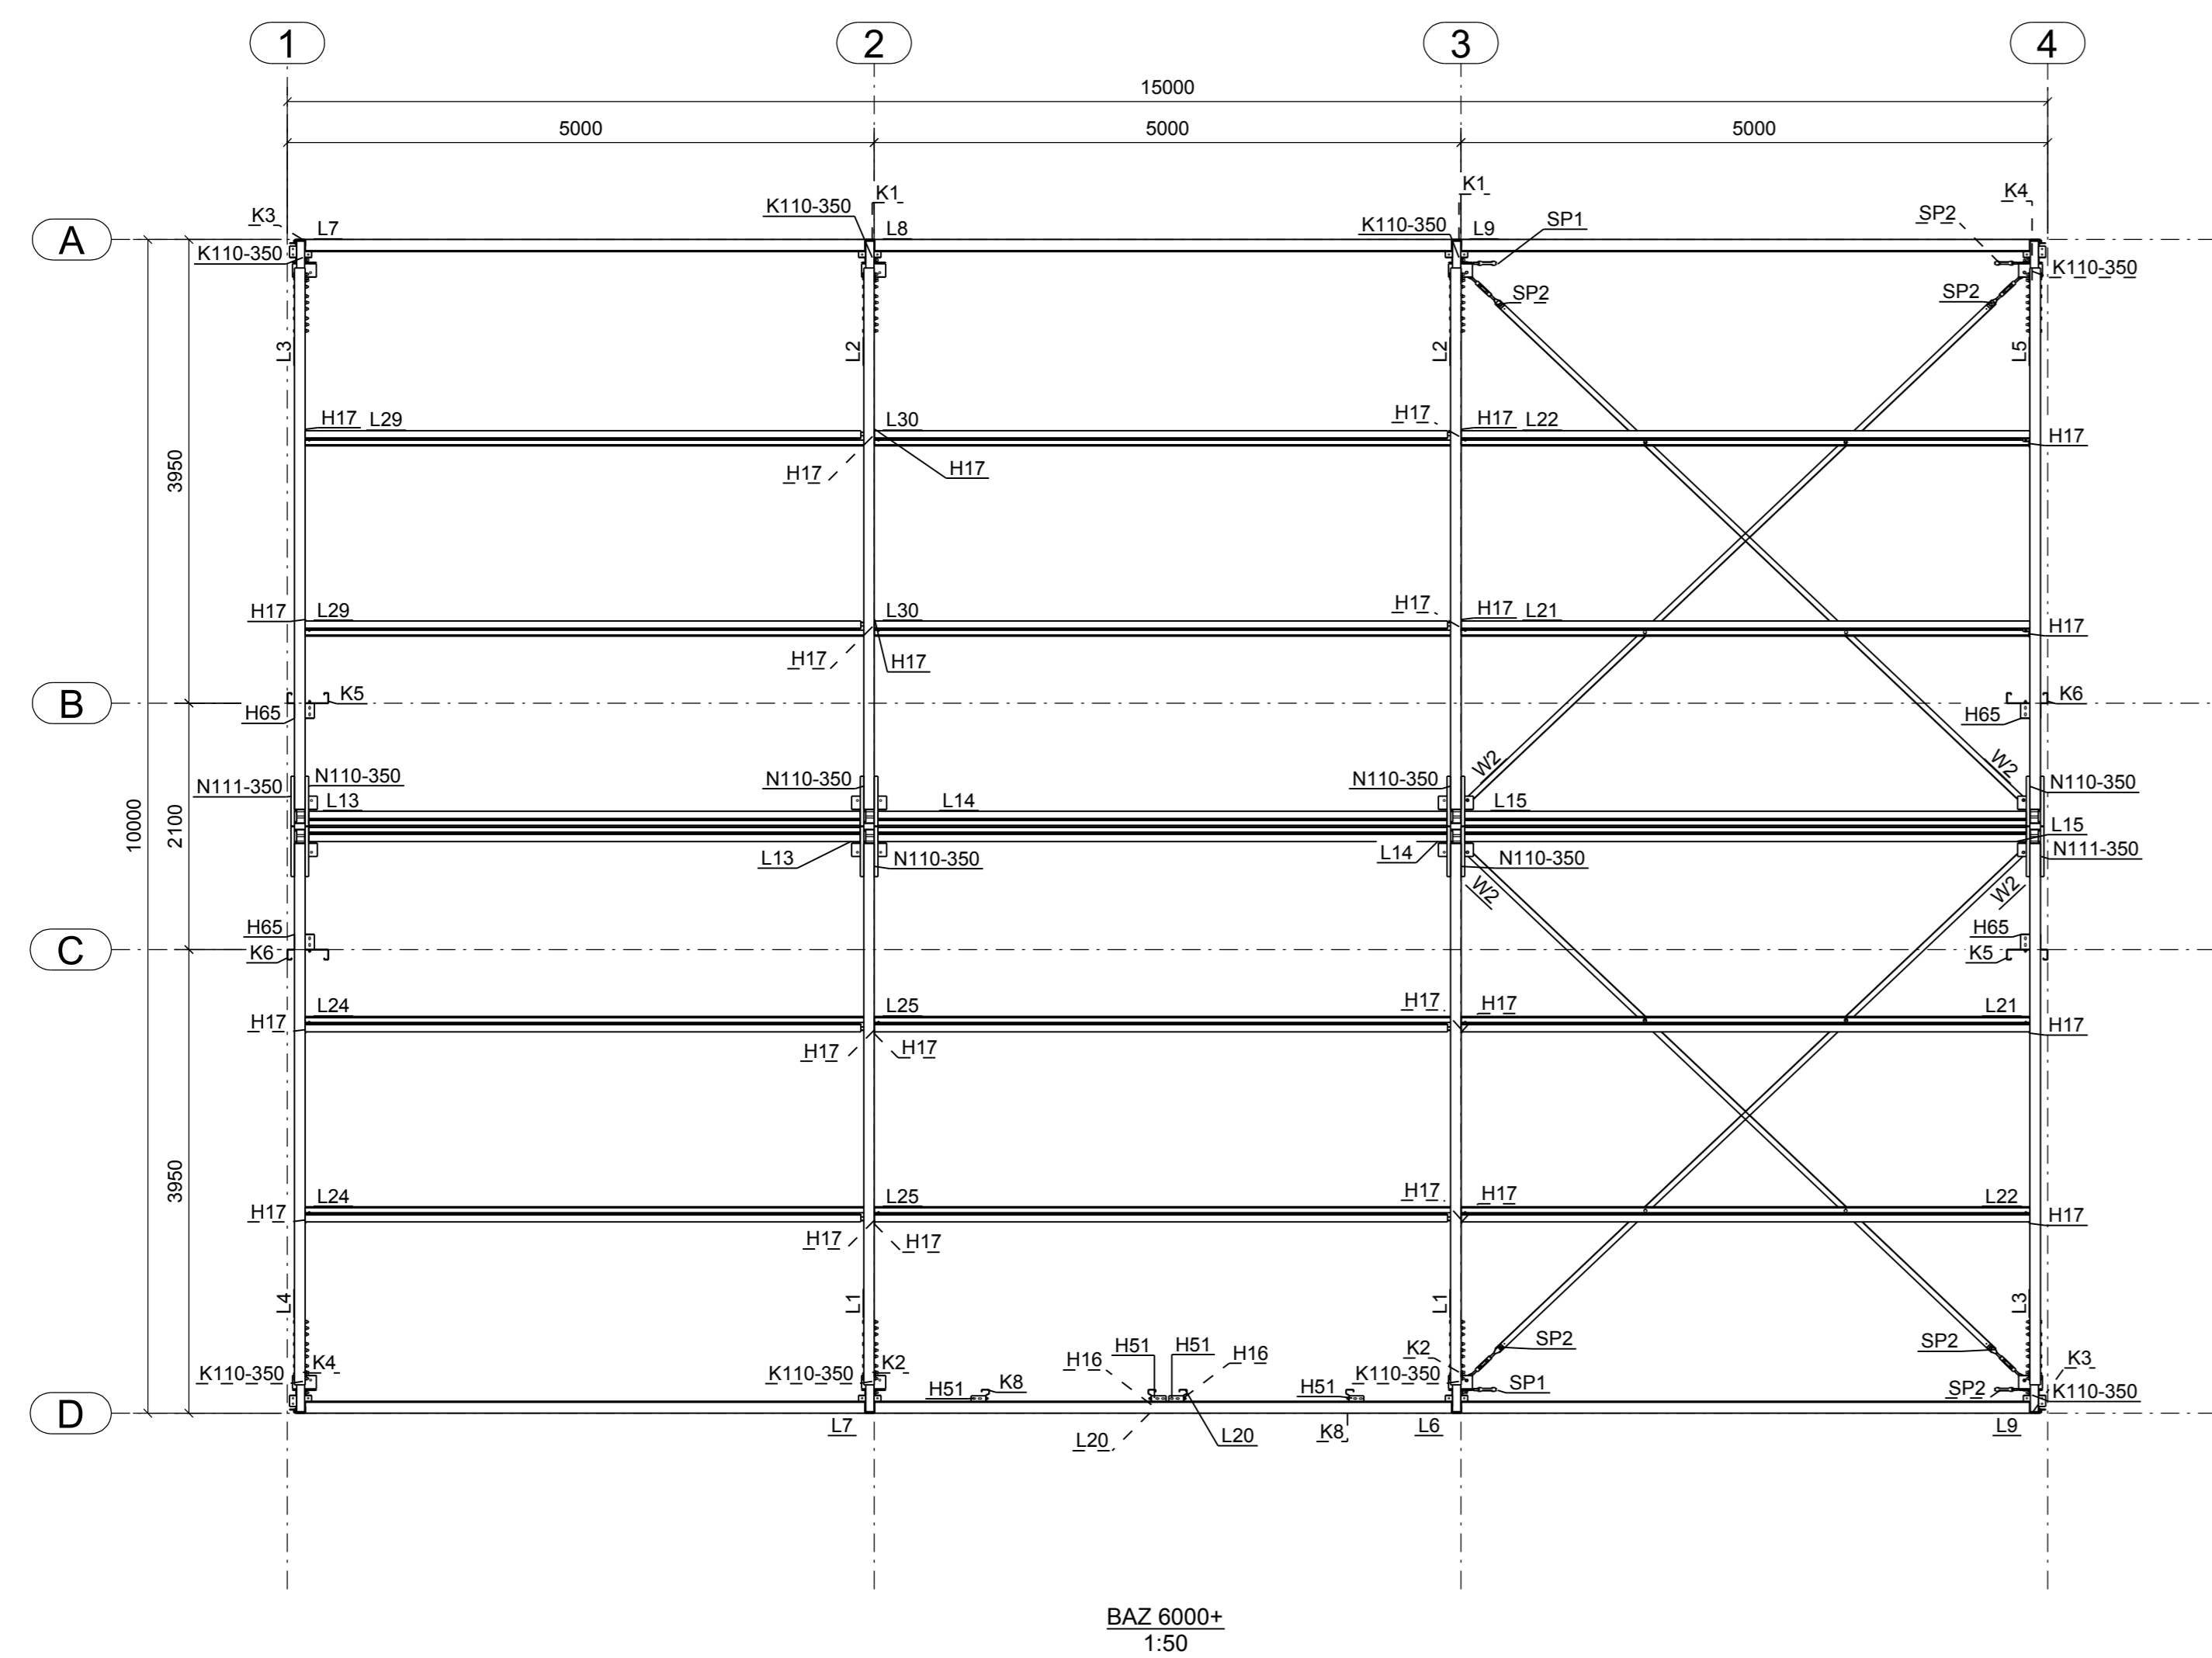 1 2 3 4
15000
5000 5000 5000
K1 K1 K4
K3 K110-350 SP2
L7 L8 K110-350 L9 SP1
A
K110-350 K110-350
SP2 SP2
L3 L2 L2 L5
H17 L29 L30 H17 H17 L22
H17
3950 H17 H17
H17 L29 L30 H17 H17 L21
H17
H17 H17
B K5 K6
H65 H65
W2 W2
N111-350 N110-350 N110-350 N110-350 N110-350
L13 L14 L15
10000 2100 L15
L13 N110-350 L14 N110-350 N111-350
W2 W2
H65 H65
C K6 K5
L24 L25 H17 H17 L21
H17 H17
H17 H17
3950
L24 L25 H17 H17 L22
H17 H17
H17 H17
L4 L1 L1 L3
H51 H51 H16 K2 SP2 SP2
K110-350 K4 K110-350 K2 H16 K110-350 K3
H51 K8 H51 SP1 SP2 K110-350
D
L7 L20 L20 K8 L6 L9
BAZ 6000+
1:50